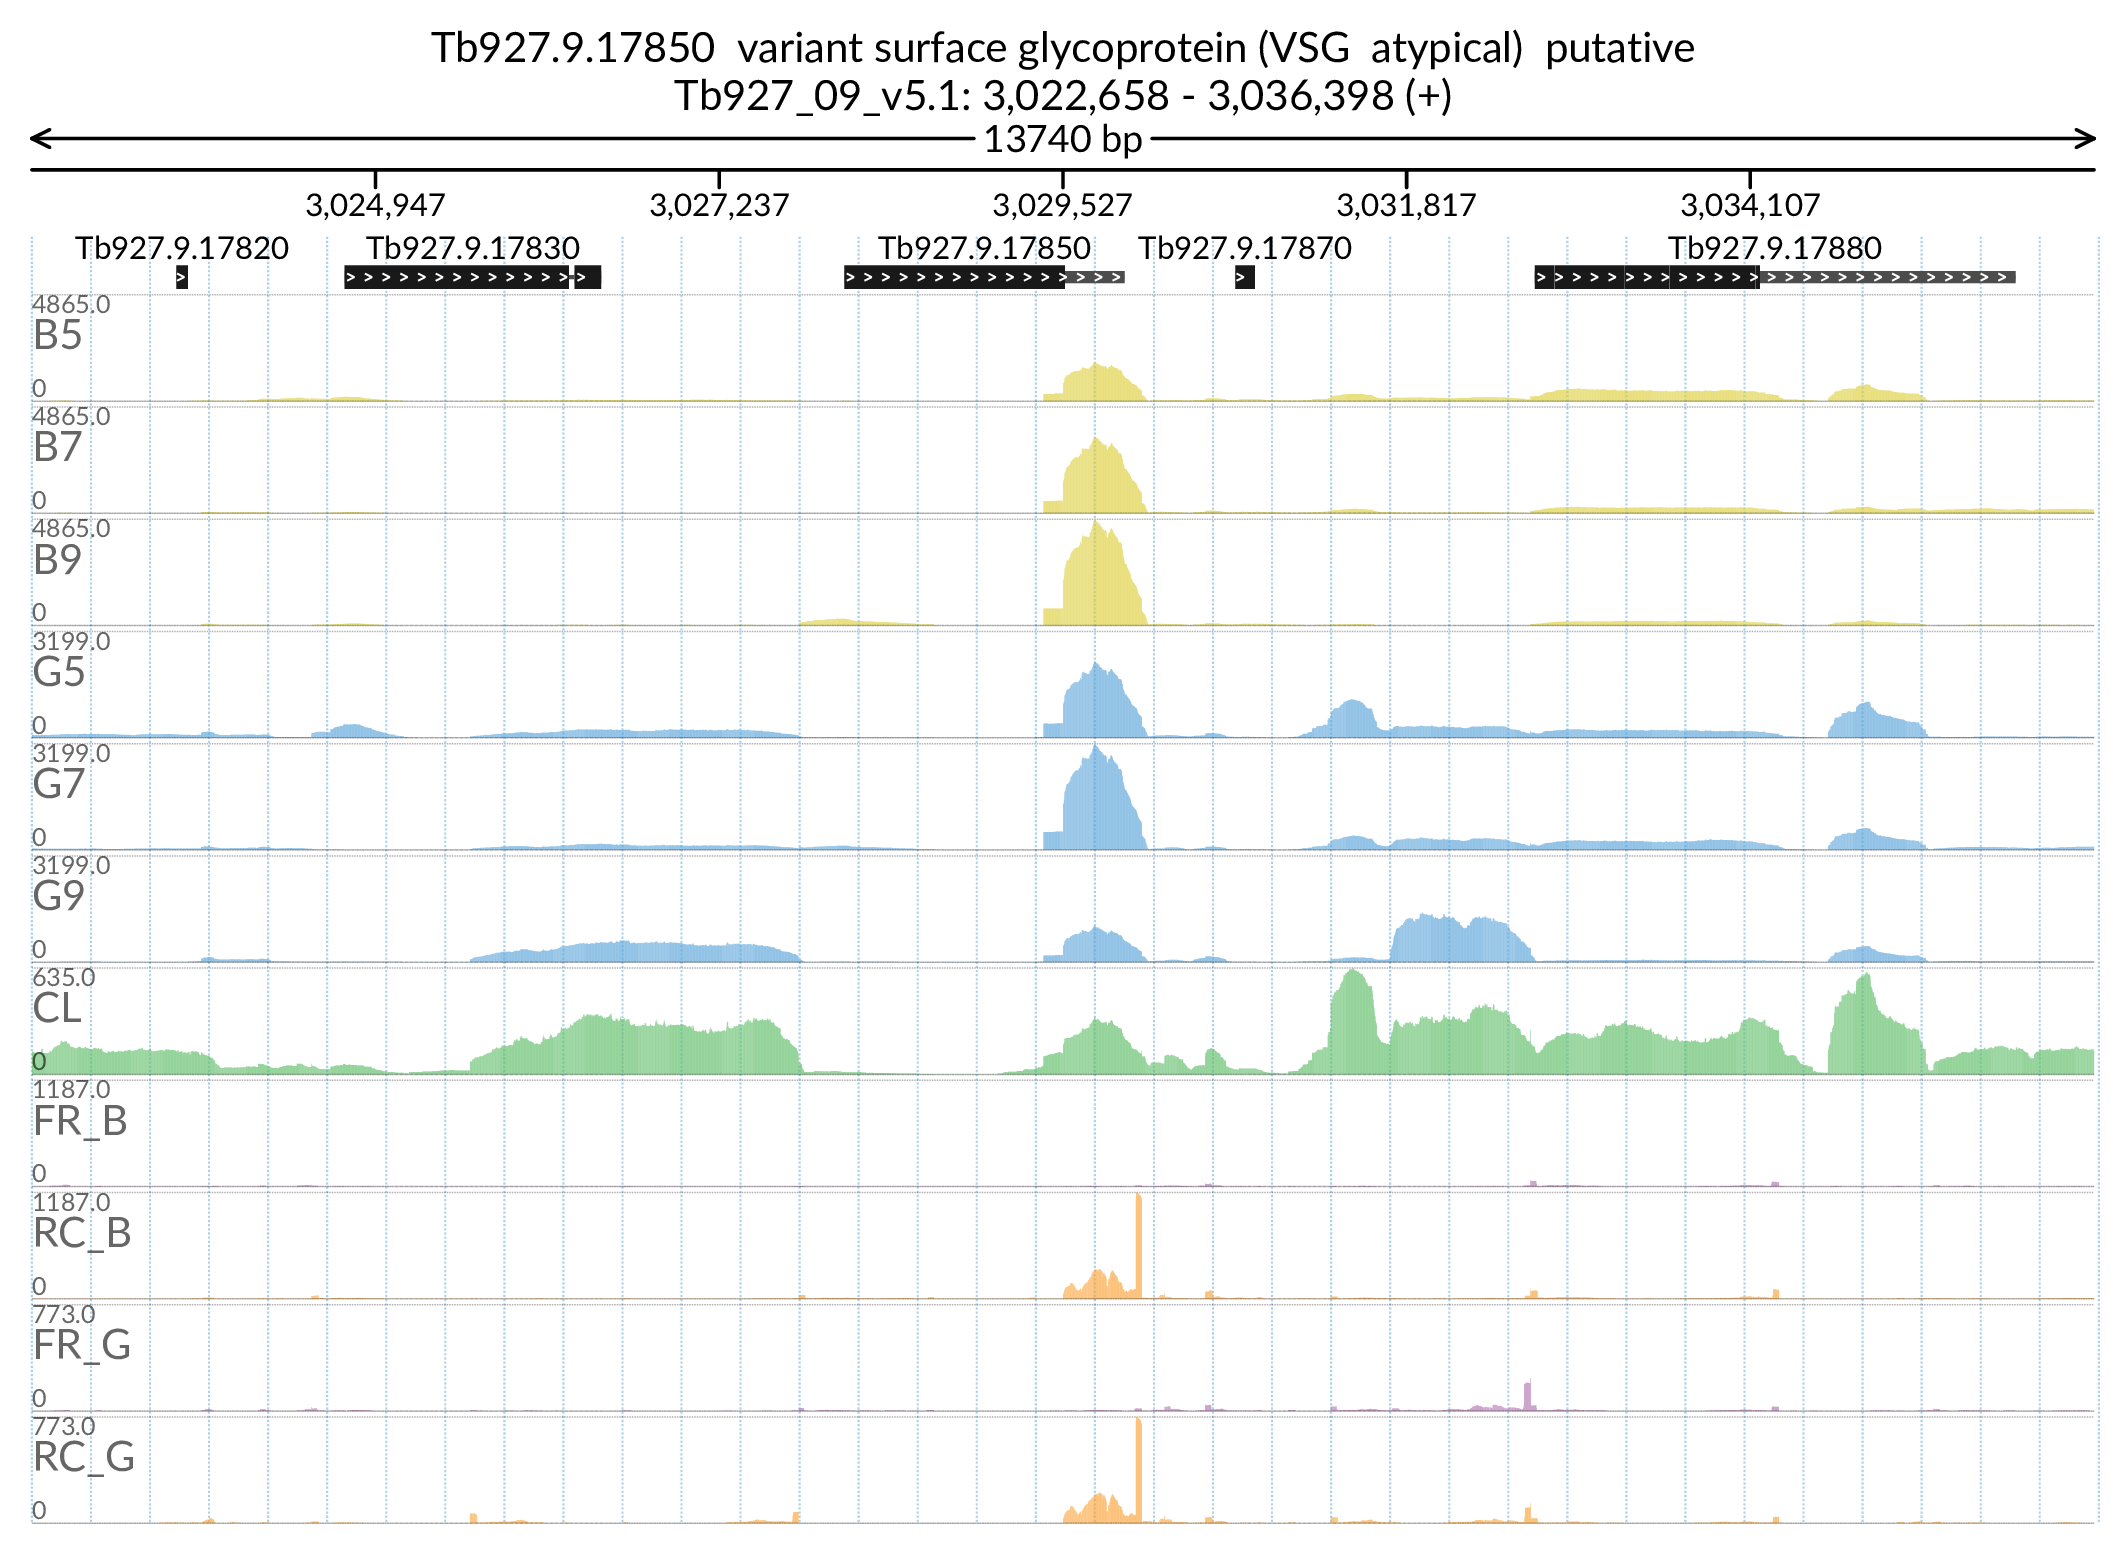 Tb927.9.17850  variant surface glycoprotein (VSG  atypical)  putative
Tb927_09_v5.1: 3,022,658 - 3,036,398 (+)
13740 bp
3,024,947 3,027,237 3,029,527 3,031,817 3,034,107
Tb927.9.17820 Tb927.9.17830 Tb927.9.17850 Tb927.9.17870 Tb927.9.17880
4865.0
B5
0
4865.0
B7
0
4865.0
B9
0
3199.0
G5
0
3199.0
G7
0
3199.0
G9
0
635.0
CL
0
1187.0
FR_B
0
1187.0
RC_B
0
773.0
FR_G
0
773.0
RC_G
0